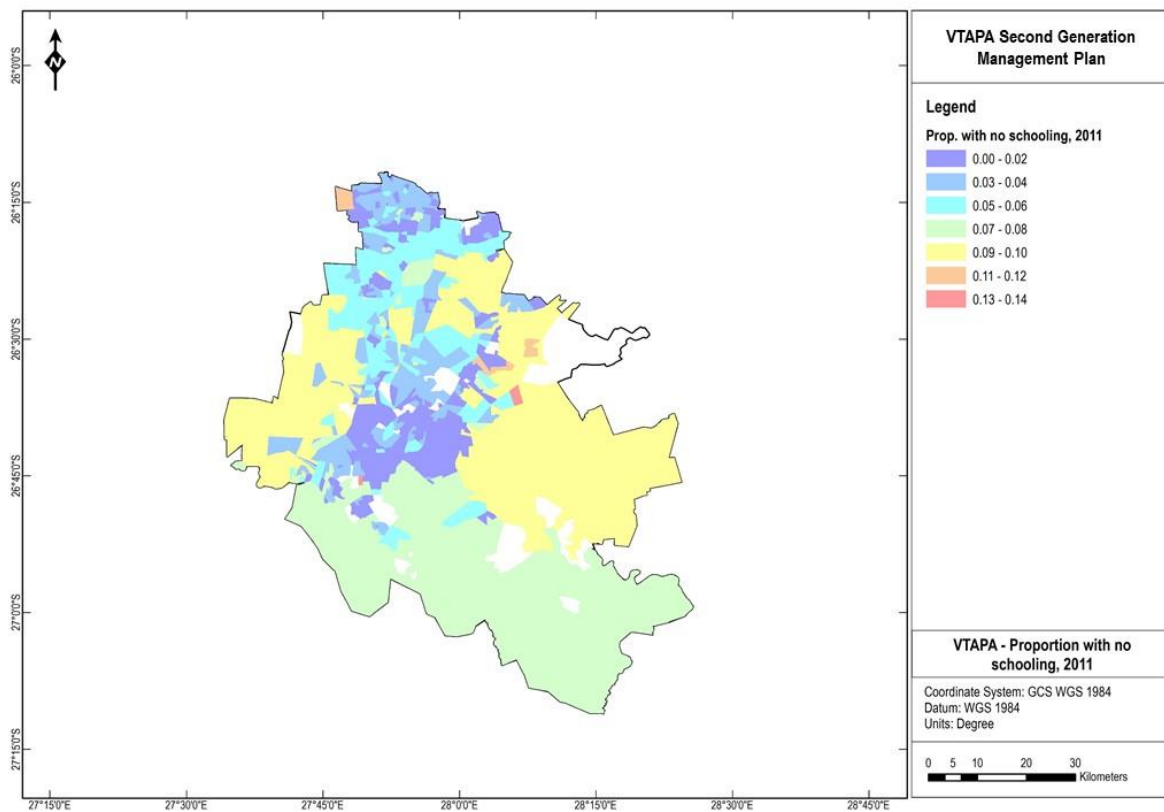 VTAPA Second Generation
Management Plan
Legend
Prop. with no schooling, 2011
0.00 - 0.02
0.03 - 0.04
0.05 - 0.06
0.07 - 0.08
0.09 - 0.10
0.11 - 0.12
0.13 - 0.14
VTAPA - Proportion with no
schooling, 2011
Coordinate System: GCS WGS 1984
Datum: WGS 1984
Units: Degree
0 5 10 20 30
Kilometers
N
26°0'0"S
26°15'0"S
26°30'0"S
26°45'0"S
27°0'0"S
27°15'0"S
27°15'0"E
27°30'0"E
27°45'0"E
28°0'0"E
28°15'0"E
28°30'0"E
28°45'0"E